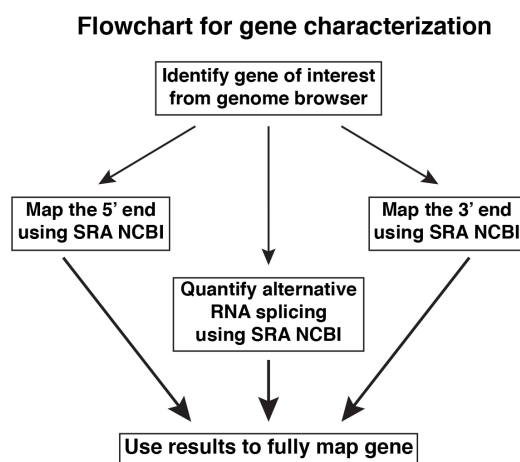 Flowchart for gene characterization
Identify gene of interest
from genome browser
Map the 5’ end
using SRA NCBI
Map the 3’ end
using SRA NCBI
Quantify alternative
RNA splicing
using SRA NCBI
Use results to fully map gene